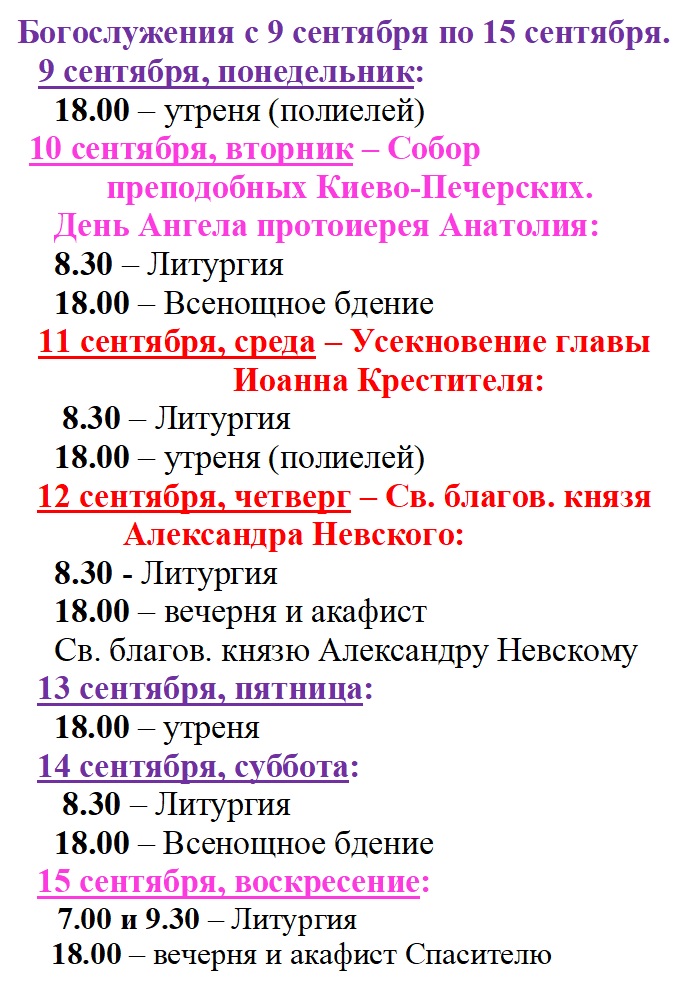 Богослужения с 9 сентября по 15 сентября.
9 сентября, понедельник:
18.00 – утреня (полиелей)
10 сентября, вторник – Собор
преподобных Киево-Печерских.
День Ангела протоиерея Анатолия:
8.30 – Литургия
18.00 – Всенощное бдение
11 сентября, среда – Усекновение главы
Иоанна Крестителя:
8.30 – Литургия
18.00 – утреня (полиелей)
12 сентября, четверг – Св. благов. князя
Александра Невского:
8.30 - Литургия
18.00 – вечерня и акафист
Св. благов. князю Александру Невскому
13 сентября, пятница:
18.00 – утреня
14 сентября, суббота:
8.30 – Литургия
18.00 – Всенощное бдение
15 сентября, воскресение:
7.00 и 9.30 – Литургия
18.00 – вечерня и акафист Спасителю